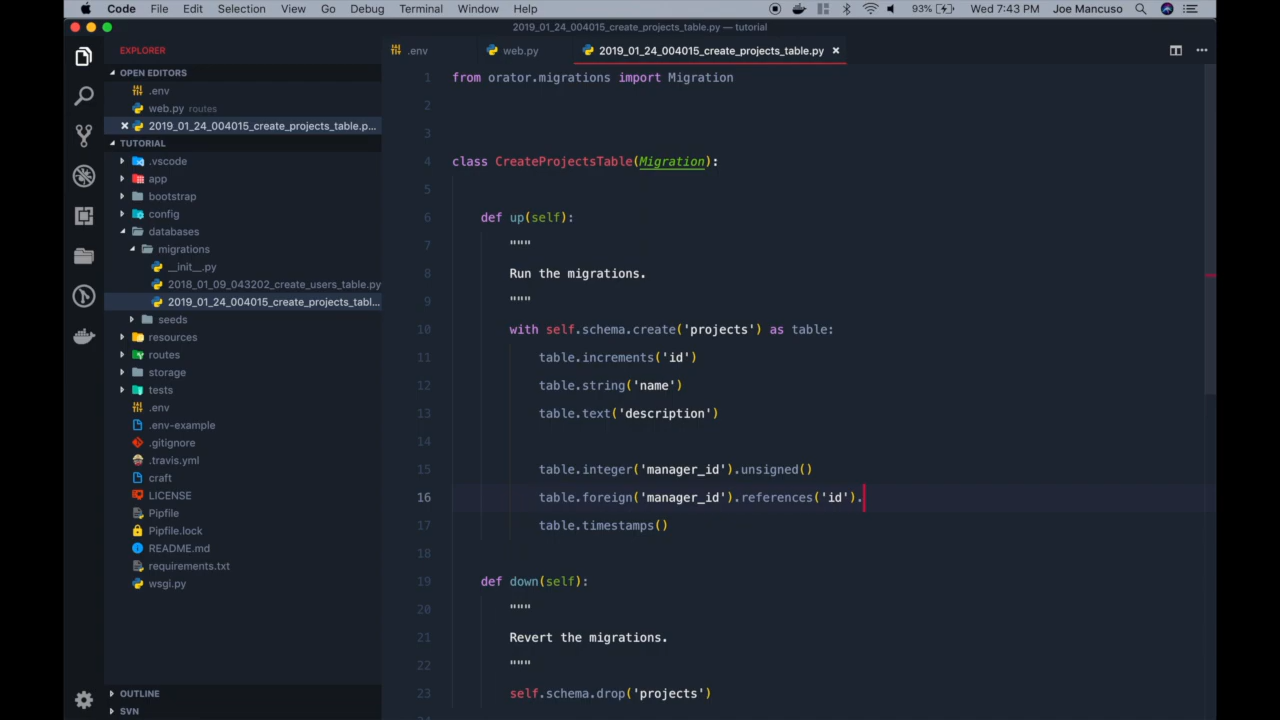 Code File Edit Selection View Go Debug Terminal Window Help 93% Wed 7:43 PM Joe Mancuso
2019_01_24_004015_create_projects_table.py — tutorial
EXPLORER
OPEN EDITORS
.env
web.py routes
2019_01_24_004015_create_projects_table.p...
TUTORIAL
.vscode
app
bootstrap
config
databases
migrations
__init__.py
2018_01_09_043202_create_users_table.py
2019_01_24_004015_create_projects_tabl...
seeds
resources
routes
storage
tests
.env
.env-example
.gitignore
.travis.yml
craft
LICENSE
Pipfile
Pipfile.lock
README.md
requirements.txt
wsgi.py
OUTLINE
SVN
.env web.py 2019_01_24_004015_create_projects_table.py
1 from orator.migrations import Migration
2
3
4 class CreateProjectsTable(Migration):
5
6 def up(self):
7 """
8 Run the migrations.
9 """
10 with self.schema.create('projects') as table:
11 table.increments('id')
12 table.string('name')
13 table.text('description')
14
15 table.integer('manager_id').unsigned()
16 table.foreign('manager_id').references('id').
17 table.timestamps()
18
19 def down(self):
20 """
21 Revert the migrations.
22 """
23 self.schema.drop('projects')